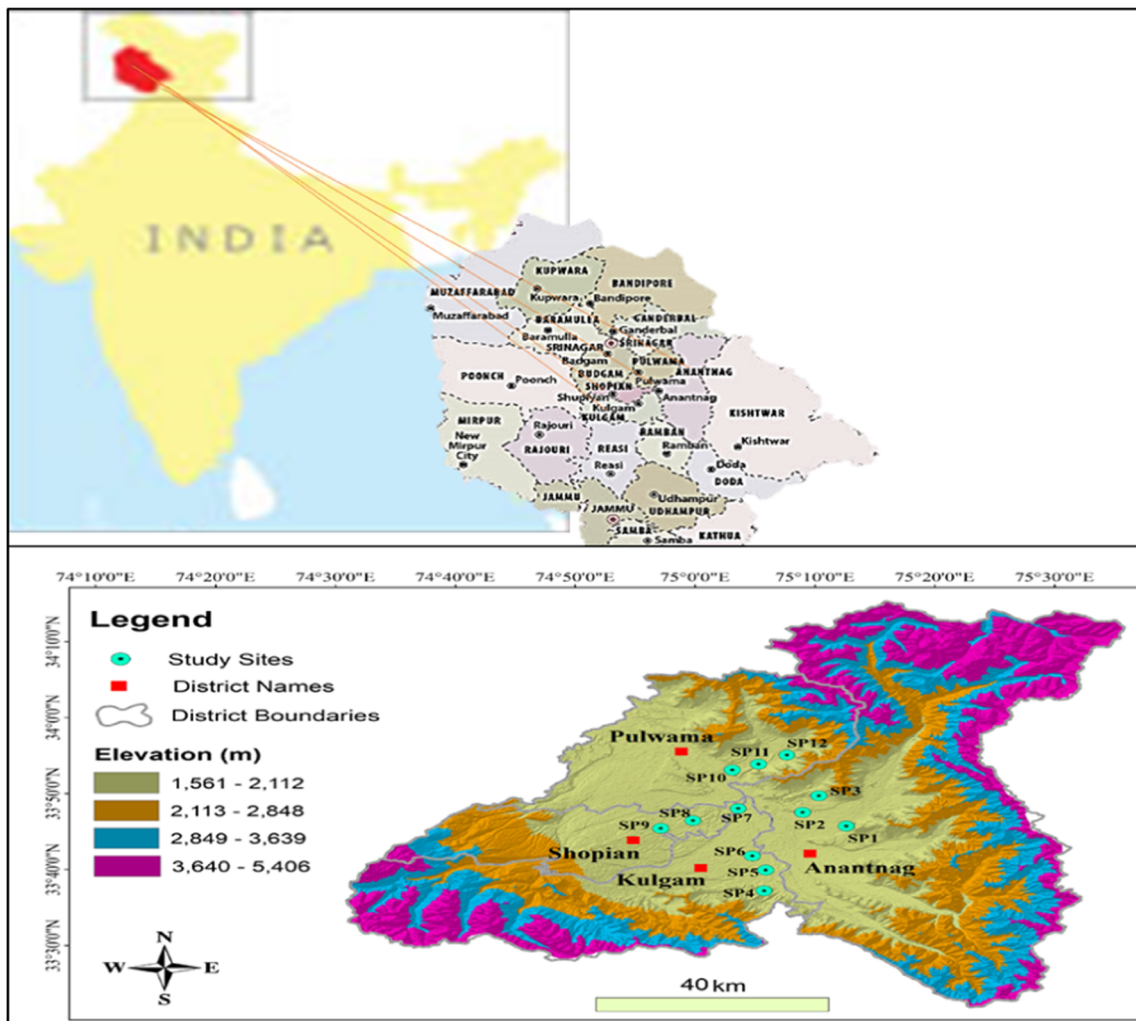 INDIA
KUPWARA
Kupwara
BANDIPORE
Bandipore
MUZAFFARABAD
Muzaffarabad
BARAMULLA
Baramulla
GANDERBAL
Ganderbal
SRINAGAR
SRINAGAR
Badgam
BUDGAM
PULWAMA
Pulwama
ANANTNAG
Anantnag
POONCH
Poonch
SHOPIAN
Shupiyan
Kulgam
KULGAM
KISHTWAR
Kishtwar
MIRPUR
New
Mirpur
City
Rajouri
RAJOURI
REASI
Reasi
RAMBAN
Ramban
Doda
DODA
JAMMU
JAMMU
Udhampur
UDHAMPUR
SAMBA
Samba
KATHUA
74°10'0"E 74°20'0"E 74°30'0"E 74°40'0"E 74°50'0"E 75°0'0"E 75°10'0"E 75°20'0"E 75°30'0"E
34°10'0"N
34°0'0"N
33°50'0"N
33°40'0"N
33°30'0"N
Legend
Study Sites
District Names
District Boundaries
Elevation (m)
1,561 - 2,112
2,113 - 2,848
2,849 - 3,639
3,640 - 5,406
N
W E
S
Pulwama
SP11 SP12
SP10
SP3
SP8 SP7 SP2
SP9 SP1
Shopian
SP6
Anantnag
Kulgam SP5
SP4
40 km